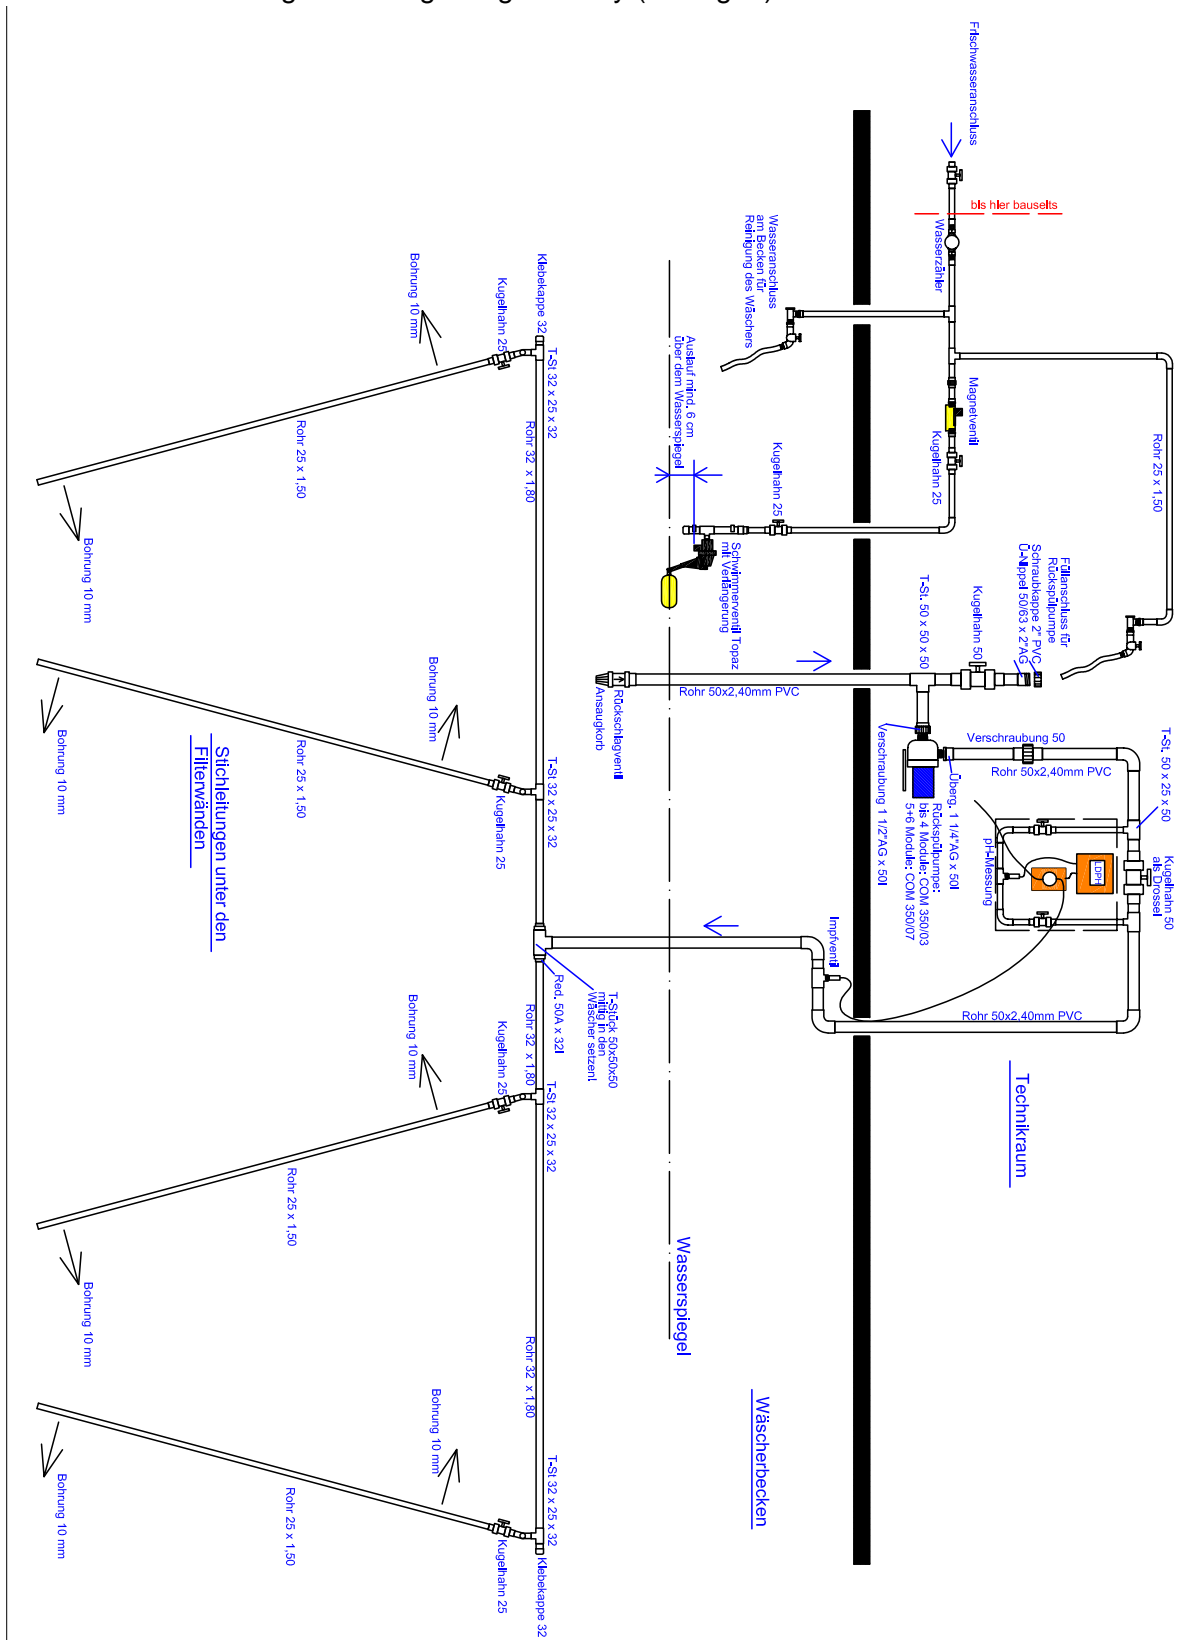 Frischwasseranschluss
bis hier bauseits
Wasserzähler
Wasseranschluss
am Becken für
Reinigung des Wäschers
Magnetventil
Kugelhahn 25
Rohr 25 x 1,50
Auslauf mind. 6 cm
über dem Wasserspiegel
Kugelhahn 25
Schwimmerventil Topaz
mit Verlängerung
Füllanschluss für
Rückspülpumpe
Schraubkappe 2" PVC
Ü-Nippel 50/63 x 2"AG
Kugelhahn 50
T-St. 50 x 50 x 50
Rohr 50x2,40mm PVC
Rückschlagventil
Ansaugkorb
Verschraubung 1 1/2"AG x 50I
Überg. 1 1/4"AG x 50I
Rückspülpumpe:
bis 4 Module: COM 350/03
5+6 Module: COM 350/07
Verschraubung 50
Rohr 50x2,40mm PVC
T-St. 50 x 25 x 50
Kugelhahn 50
als Drossel
LDPH
pH-Messung
Impfventil
Rohr 50x2,40mm PVC
Technikraum
Wäscherbecken
Wasserspiegel
T-Stück 50x50x50
mittig in den
Wäscher setzen!
Red. 50A x 32I
Klebekappe 32
T-St 32 x 25 x 32
Kugelhahn 25
Bohrung 10 mm
Rohr 32 x 1,80
Rohr 25 x 1,50
Bohrung 10 mm
T-St 32 x 25 x 32
Kugelhahn 25
Bohrung 10 mm
Rohr 25 x 1,50
Bohrung 10 mm
Stichleitungen unter den
Filterwänden
Rohr 32 x 1,80
T-St 32 x 25 x 32
Kugelhahn 25
Bohrung 10 mm
Rohr 25 x 1,50
Bohrung 10 mm
Rohr 32 x 1,80
T-St 32 x 25 x 32
Klebekappe 32
Kugelhahn 25
Bohrung 10 mm
Rohr 25 x 1,50
Bohrung 10 mm